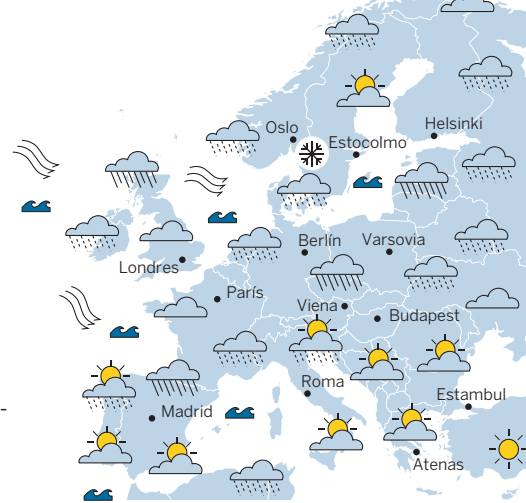 Oslo
Helsinki
Estocolmo
Berlín
Varsovia
Londres
París
Viena
Budapest
Roma
Estambul
Madrid
Atenas